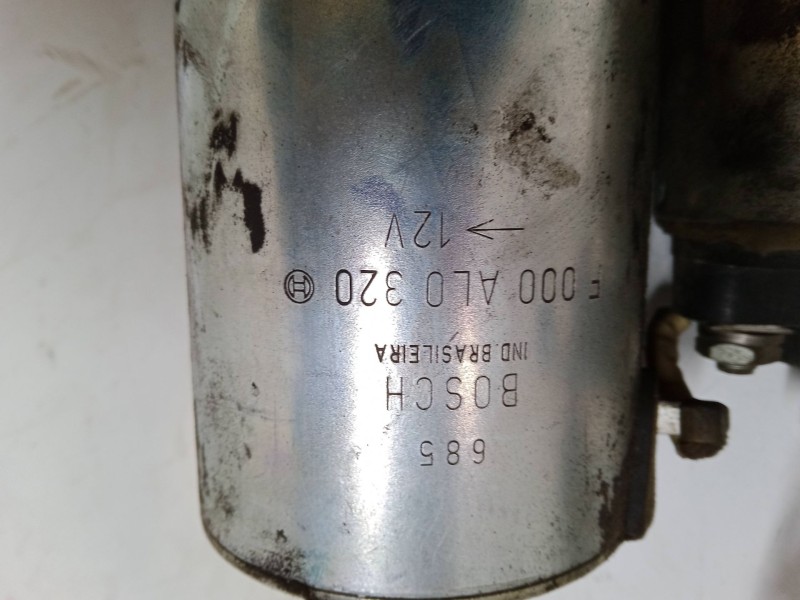 685
BOSCH
IND. BRASILEIRA
F 000 AL0 320
→ 12V